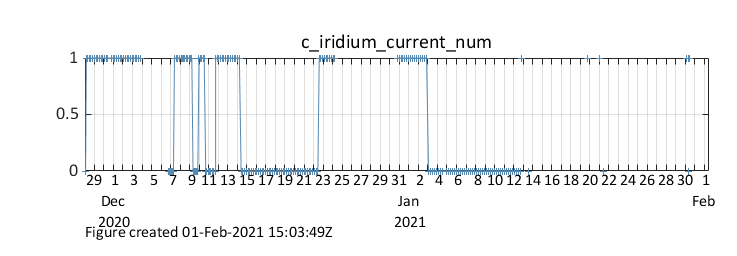 c_iridium_current_num
1
0.5
0
29 1 3 5 7 9 11 13 15 17 19 21 23 25 27 29 31 2 4 6 8 10 12 14 16 18 20 22 24 26 28 30 1
Dec Jan Feb
2020 2021
Figure created 01-Feb-2021 15:03:49Z